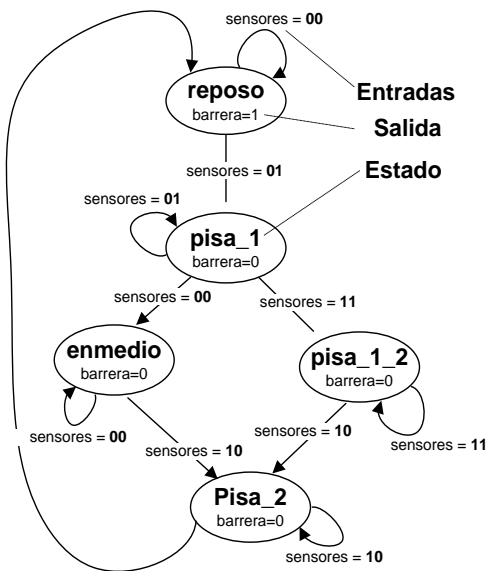 sensores = 00
reposo
barrera=1
Entradas
Salida
sensores = 01
Estado
sensores = 01
pisa_1
barrera=0
sensores = 00
sensores = 11
enmedio
barrera=0
pisa_1_2
barrera=0
sensores = 00
sensores = 10
sensores = 10
sensores = 11
Pisa_2
barrera=0
sensores = 10